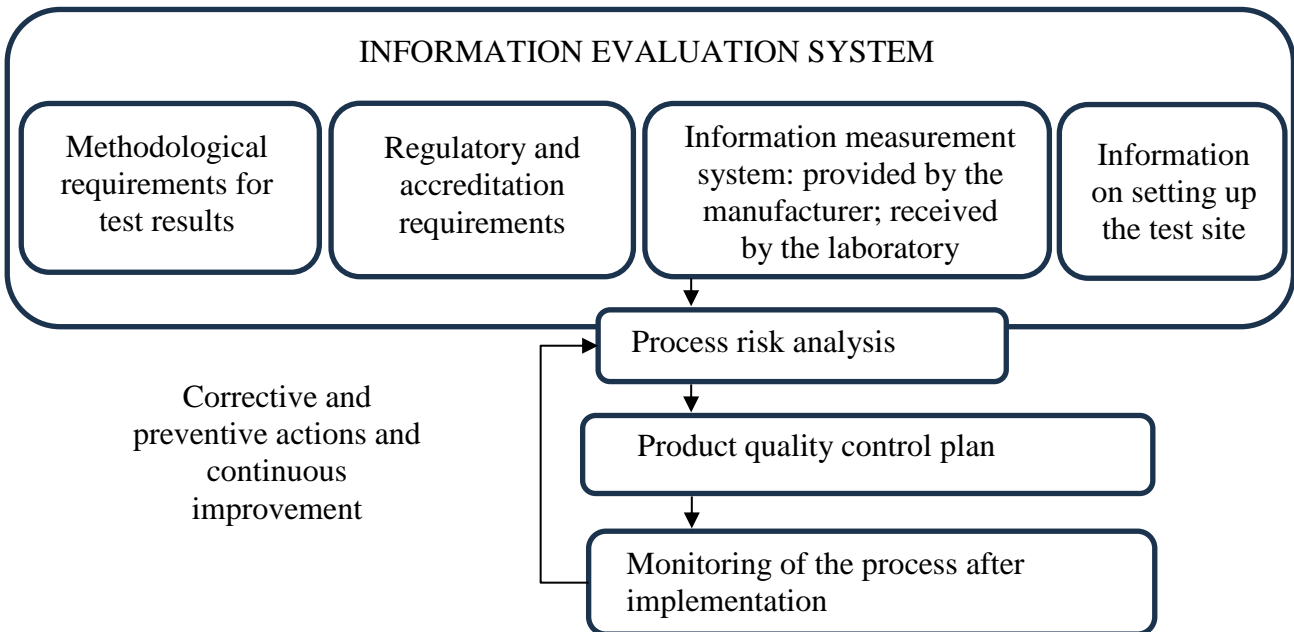 INFORMATION EVALUATION SYSTEM
Methodological
requirements for
test results
Regulatory and
accreditation
requirements
Information measurement
system: provided by the
manufacturer; received
by the laboratory
Information
on setting up
the test site
Process risk analysis
Corrective and
preventive actions and
continuous
improvement
Product quality control plan
Monitoring of the process after
implementation